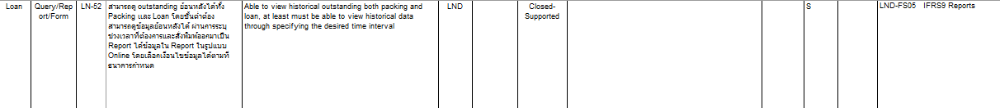 Loan
Query/Rep
ort/Form
LN-52
สามารถดู outstanding ย้อนหลังได้ทั้ง
Packing และ Loan โดยขั้นต่ำต้อง
สามารถดูข้อมูลย้อนหลังได้ ผ่านการระบุ
ช่วงเวลาที่ต้องการและสั่งพิมพ์ออกมาเป็น
Report ได้ข้อมูลใน Report ในรูปแบบ
Online โดยเลือกเงื่อนไขข้อมูลได้ตามที่
ธนาคารกำหนด
Able to view historical outstanding both packing and
loan, at least must be able to view historical data
through specifying the desired time interval
LND
Closed-
Supported
S
LND-FS05 IFRS9 Reports